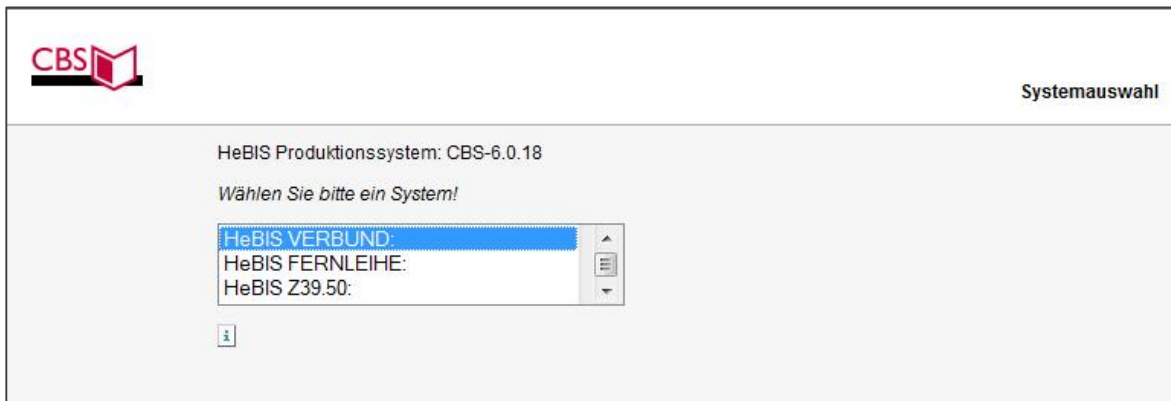 CBS
Systemauswahl
HeBIS Produktionssystem: CBS-6.0.18
Wählen Sie bitte ein System!
HeBIS VERBUND:
HeBIS FERNLEIHE:
HeBIS Z39.50:
i